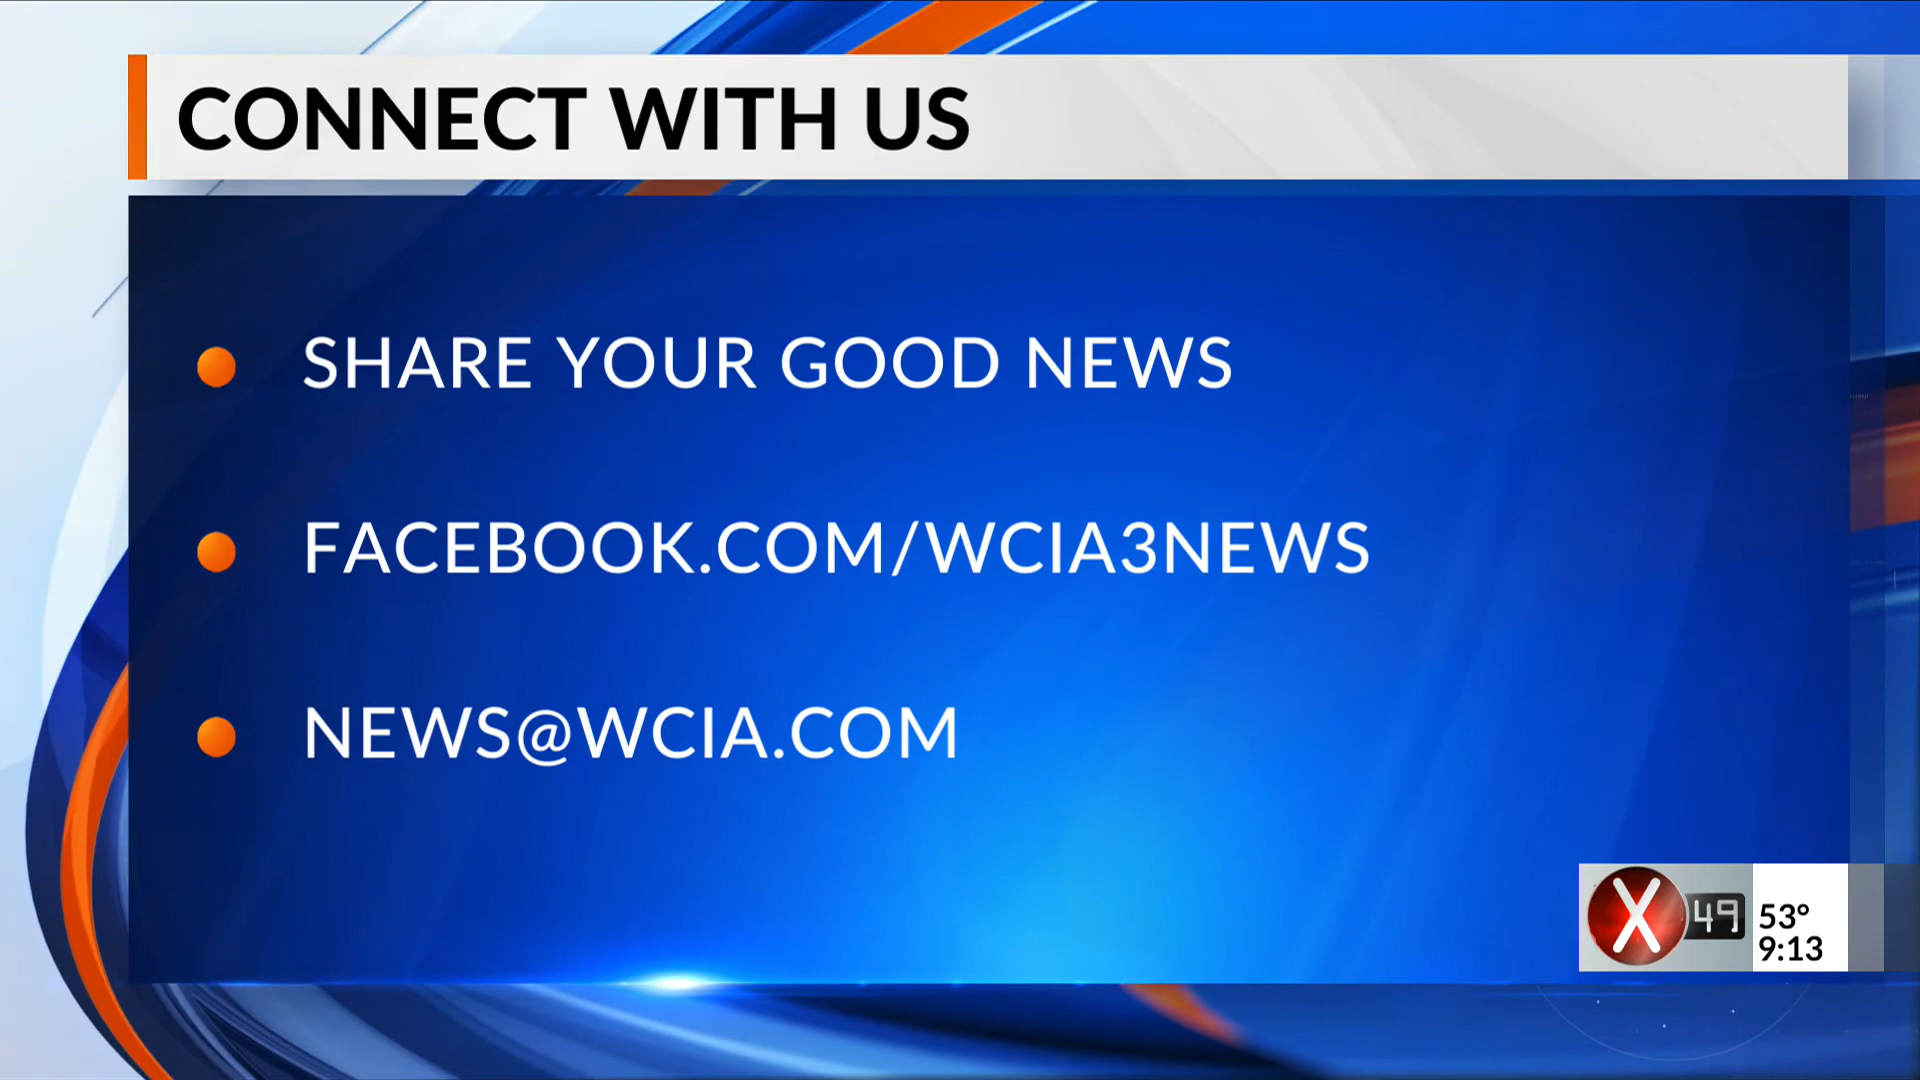 CONNECT WITH US
SHARE YOUR GOOD NEWS
FACEBOOK.COM/WCIA3NEWS
NEWS@WCIA.COM
X 49
53°
9:13